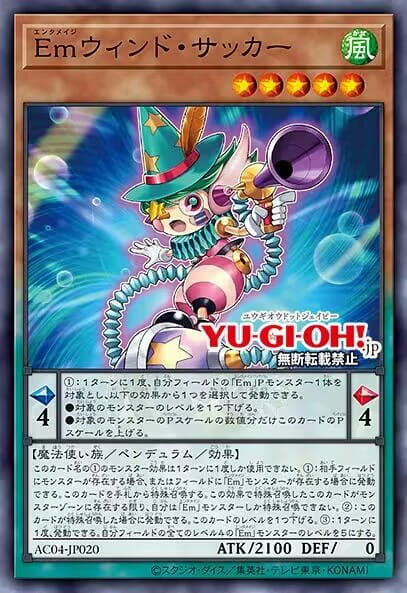 エンタメイジ
Emウィンド・サッカー
かぜ
風
ユウギオウドットジェイピー
YU-GI-OH!.jp
無断転載禁止
4
①：1ターンに1度、自分フィールドの「Em」Pモンスター1体を
対象とし、以下の効果から1つを選択して発動できる。
●対象のモンスターのレベルを1つ下げる。
●対象のモンスターのPスケールの数値分だけこのカードのP
スケールを上げる。
4
【魔法使い族／ペンデュラム／効果】
このカード名の①のモンスター効果は1ターンに1度しか使用できない。①：相手フィールド
にモンスターが存在する場合、またはフィールドに「Em」モンスターが存在する場合に発動
できる。このカードを手札から特殊召喚する。この効果で特殊召喚したこのカードがモン
スターゾーンに存在する限り、自分は「Em」モンスターしか特殊召喚できない。②：この
カードが特殊召喚した場合に発動できる。このカードのレベルを1つ下げる。③：1ターンに
1度、発動できる。自分フィールドの全てのレベル4の「Em」モンスターのレベルを5にする。
AC04-JP020
ATK/2100 DEF/ 0
©スタジオ・ダイス／集英社・テレビ東京・KONAMI